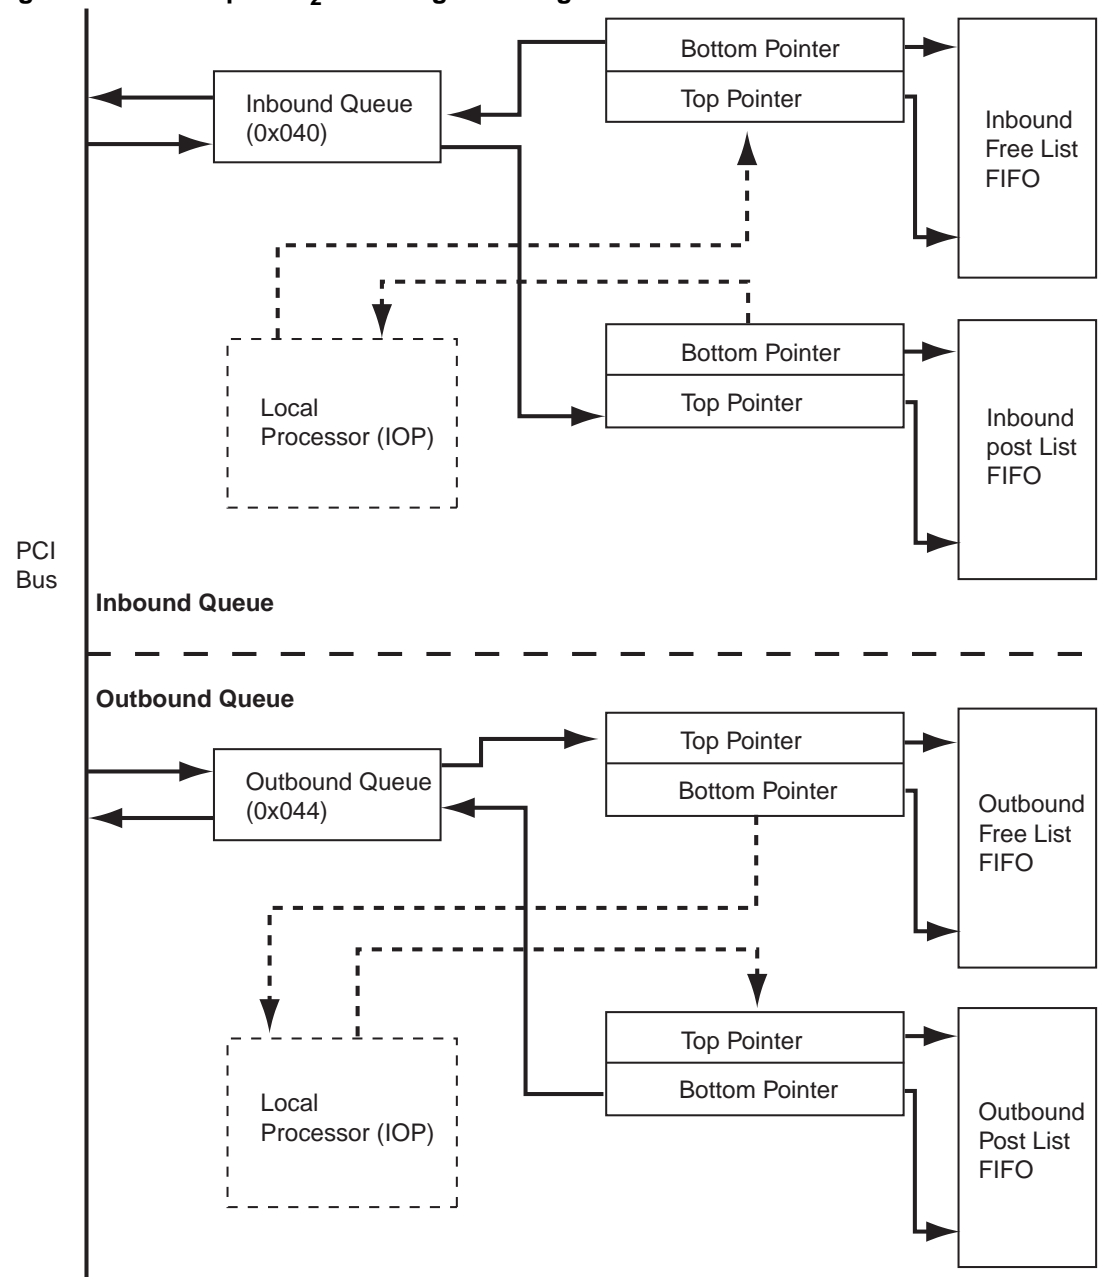 Bottom Pointer
Top Pointer
Inbound Queue
(0x040)
Inbound
Free List
FIFO
Bottom Pointer
Top Pointer
Local
Processor (IOP)
Inbound
post List
FIFO
PCI
Bus
Inbound Queue
Outbound Queue
Top Pointer
Bottom Pointer
Outbound Queue
(0x044)
Outbound
Free List
FIFO
Top Pointer
Bottom Pointer
Local
Processor (IOP)
Outbound
Post List
FIFO